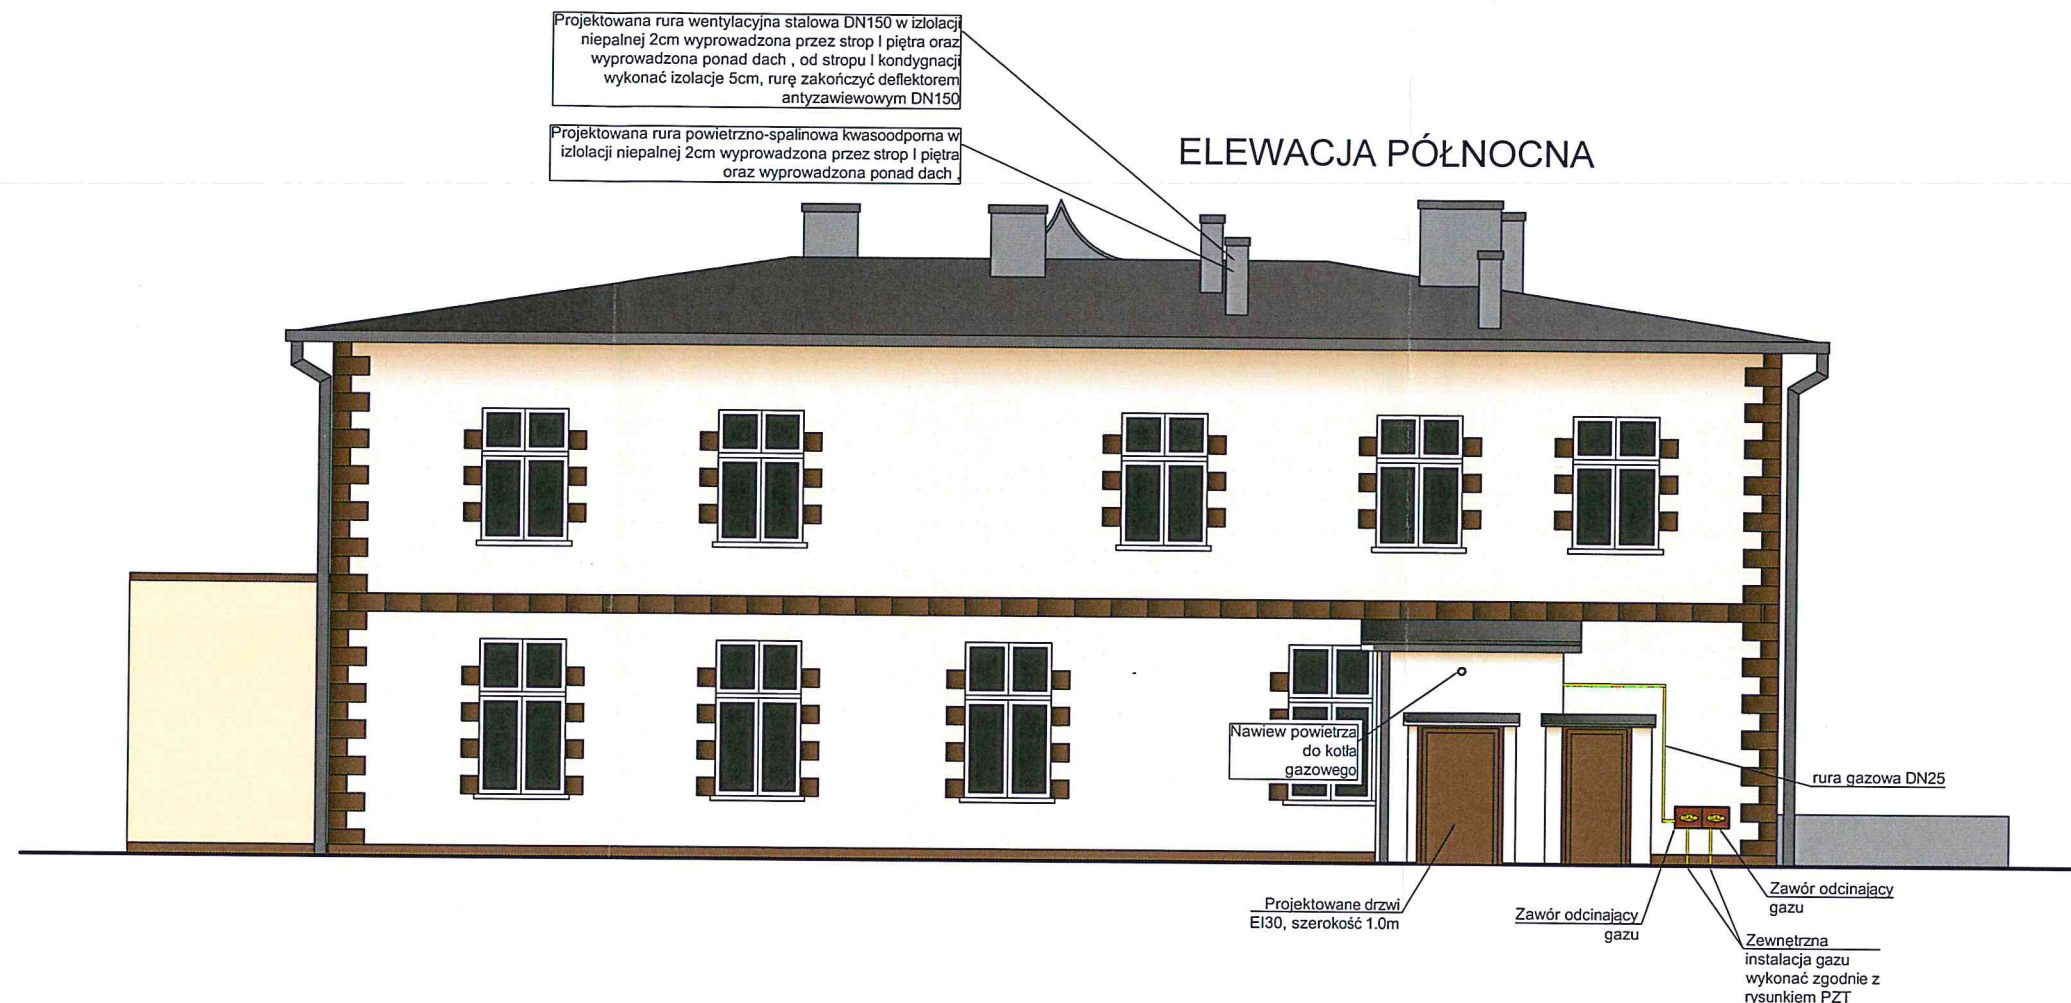 Projektowana rura wentylacyjna stalowa DN150 w izlolacji
niepalnej 2cm wyprowadzona przez strop I piętra oraz
wyprowadzona ponad dach , od stropu I kondygnacji
wykonać izolacje 5cm, rurę zakończyć deflektorem
antyzawiewowym DN150
Projektowana rura powietrzno-spalinowa kwasoodporna w
izlolacji niepalnej 2cm wyprowadzona przez strop I piętra
oraz wyprowadzona ponad dach ,
ELEWACJA PÓŁNOCNA
Nawiew powietrza
do kotła
gazowego
rura gazowa DN25
Projektowane drzwi
EI30, szerokość 1.0m
Zawór odcinający
gazu
Zawór odcinający
gazu
Zewnętrzna
instalacja gazu
wykonać zgodnie z
rysunkiem PZT